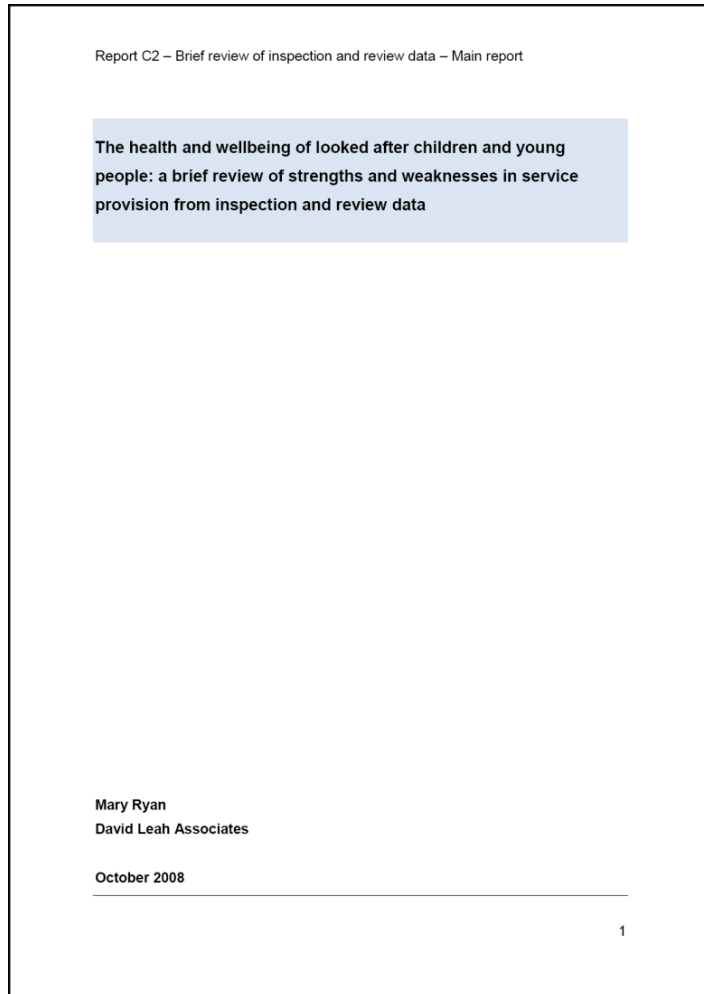 Report C2 – Brief review of inspection and review data – Main report
The health and wellbeing of looked after children and young
people: a brief review of strengths and weaknesses in service
provision from inspection and review data
Mary Ryan
David Leah Associates
October 2008
1